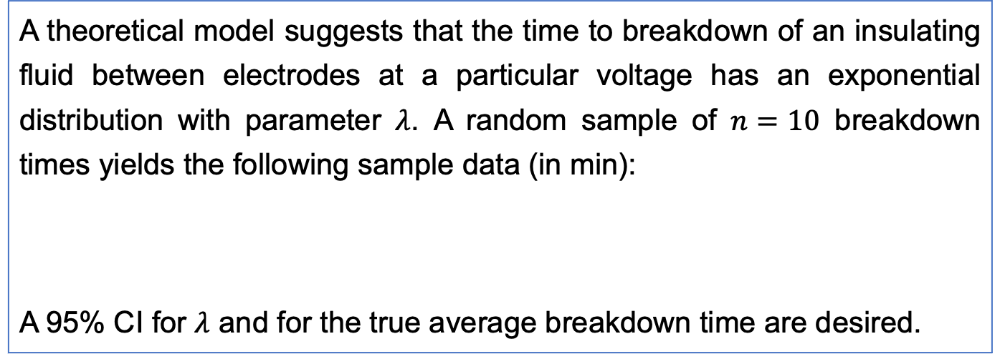 A theoretical model suggests that the time to breakdown of an insulating
fluid between electrodes at a particular voltage has an exponential
distribution with parameter λ. A random sample of n = 10 breakdown
times yields the following sample data (in min):
A 95% CI for λ and for the true average breakdown time are desired.